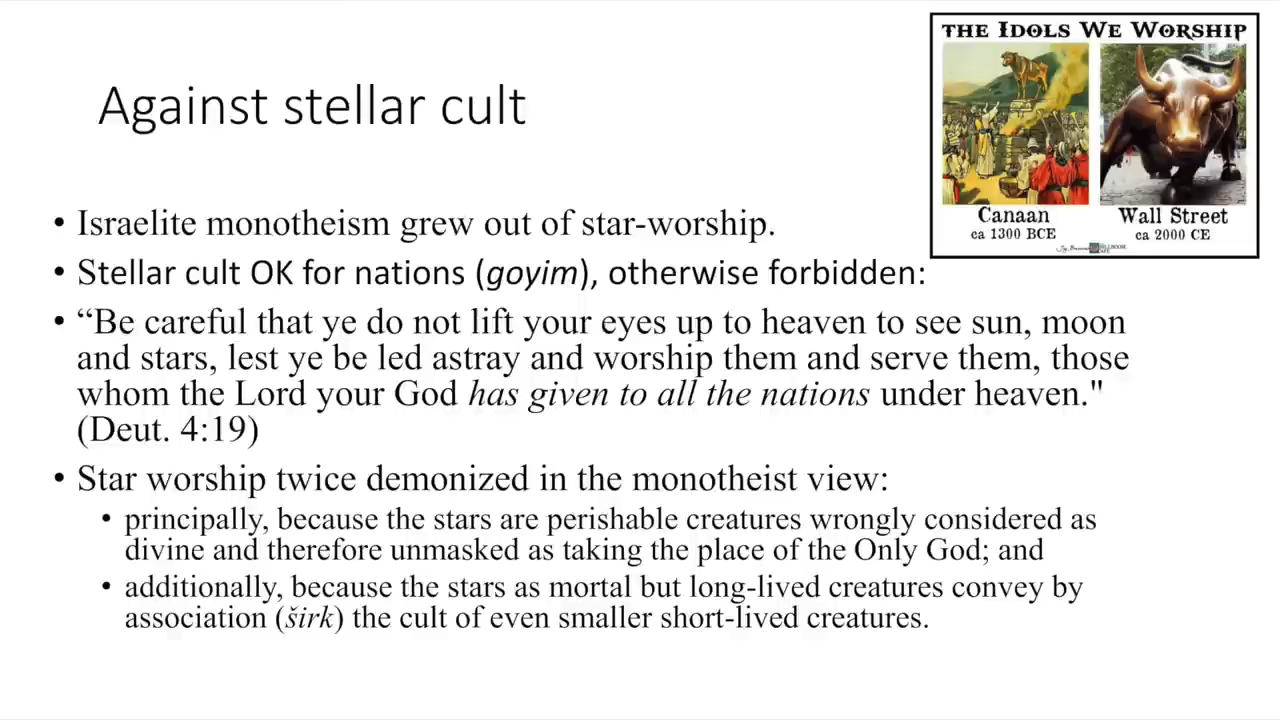 Against stellar cult
THE IDOLS WE WORSHIP
Canaan
ca 1300 BCE
Wall Street
ca 2000 CE
• Israelite monotheism grew out of star-worship.
• Stellar cult OK for nations (goyim), otherwise forbidden:
• “Be careful that ye do not lift your eyes up to heaven to see sun, moon
and stars, lest ye be led astray and worship them and serve them, those
whom the Lord your God has given to all the nations under heaven."
(Deut. 4:19)
• Star worship twice demonized in the monotheist view:
• principally, because the stars are perishable creatures wrongly considered as
divine and therefore unmasked as taking the place of the Only God; and
• additionally, because the stars as mortal but long-lived creatures convey by
association (širk) the cult of even smaller short-lived creatures.